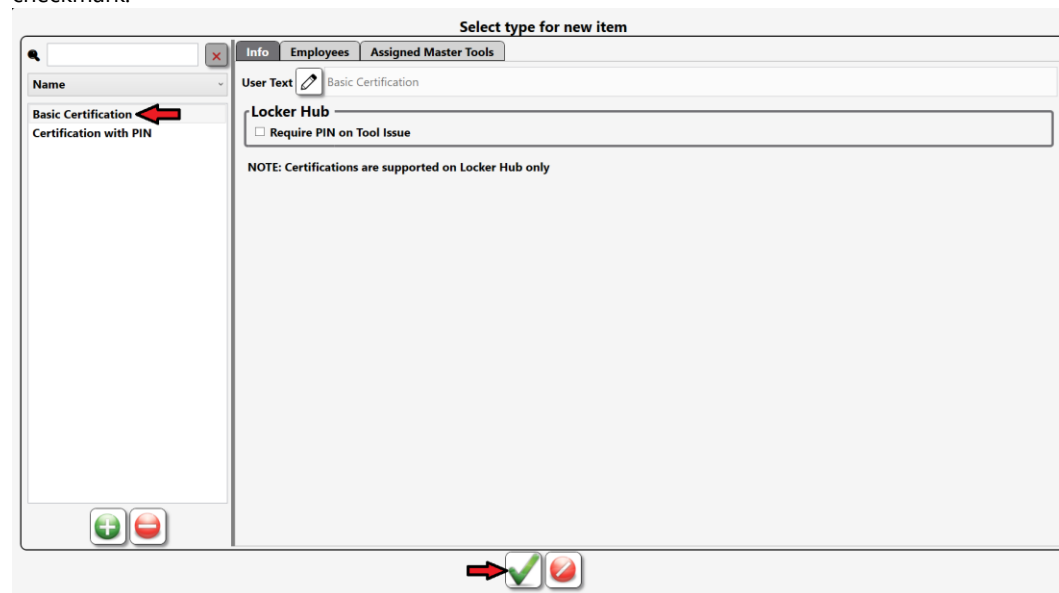 checkmark.
Select type for new item
Info Employees Assigned Master Tools
Name
User Text Basic Certification
Basic Certification
Certification with PIN
Locker Hub
Require PIN on Tool Issue
NOTE: Certifications are supported on Locker Hub only